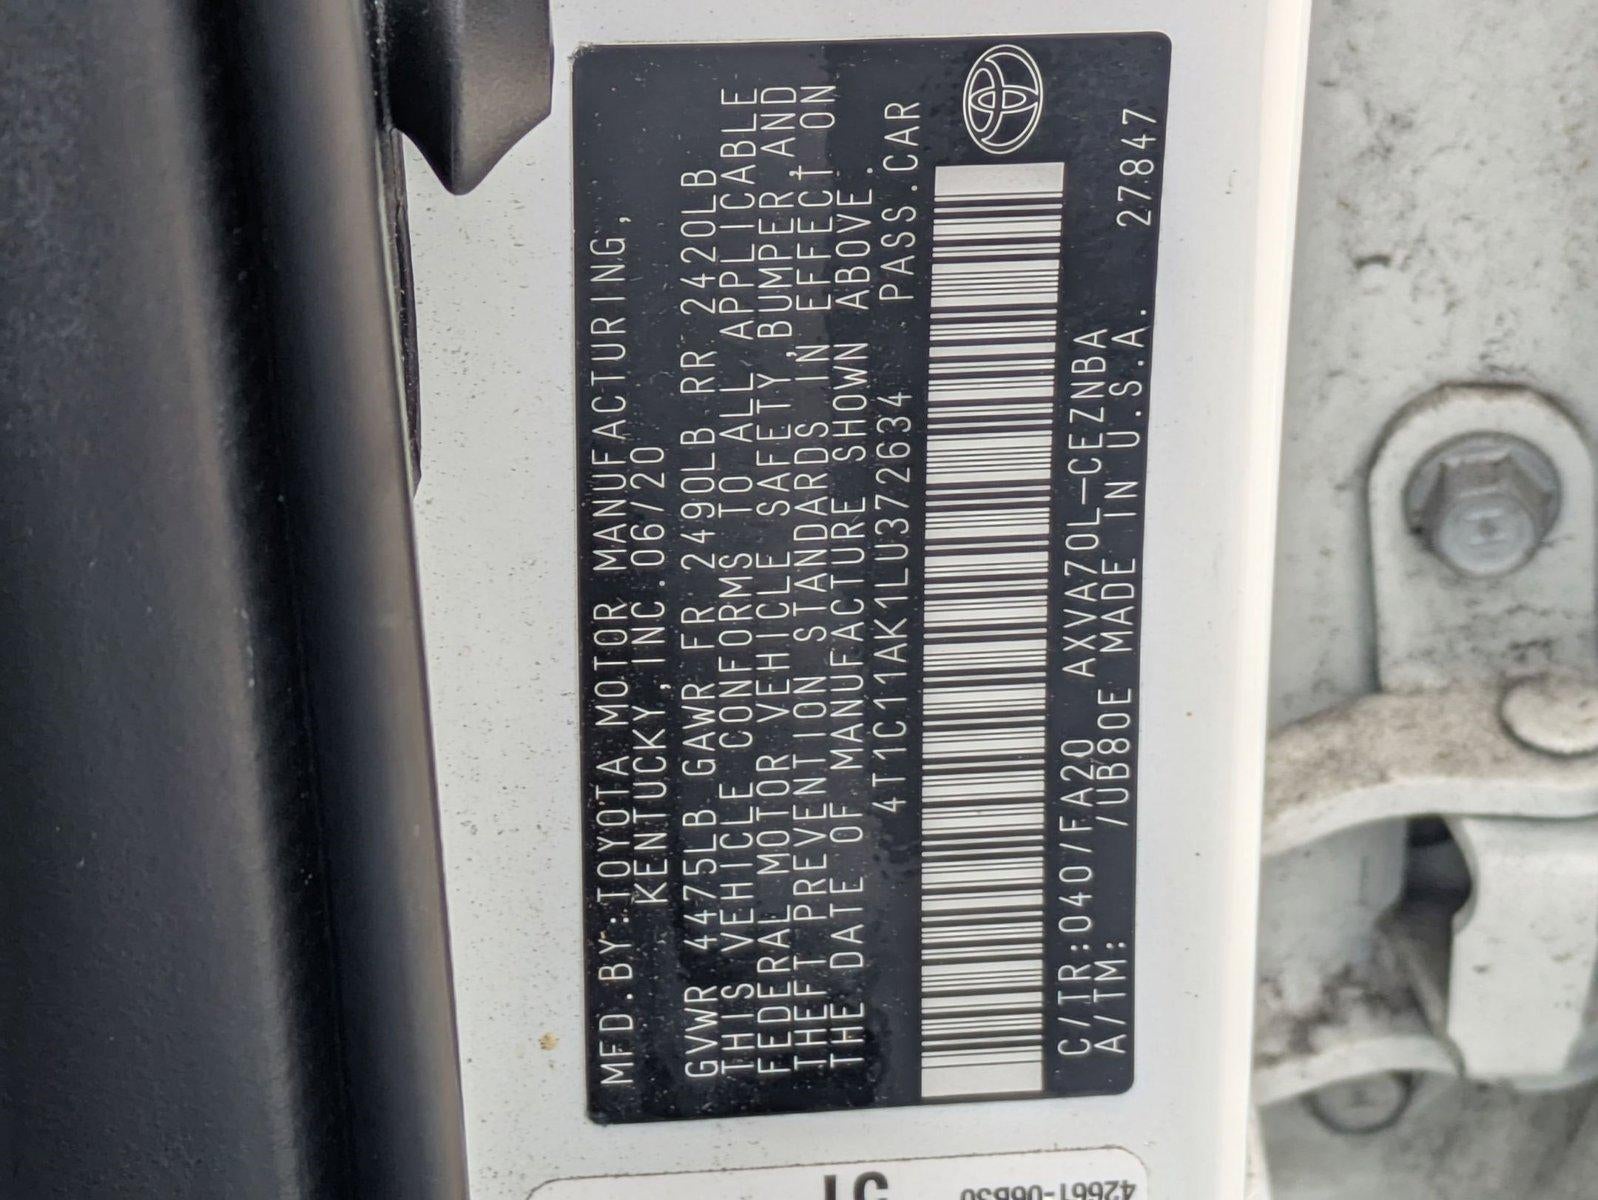 MFD.BY:TOYOTA MOTOR MANUFACTURING,
KENTUCKY,INC.06/20
GVWR 4475LB GAWR FR 2490LB RR 2420LB
THIS VEHICLE CONFORMS TO ALL APPLICABLE
FEDERAL MOTOR VEHICLE SAFETY,BUMPER,AND
THEFT PREVENTION STANDARDS IN EFFECT ON
THE DATE OF MANUFACTURE SHOWN ABOVE.
4T1C11AK1LU372634 PASS.CAR
C/TR:040/FA20 AXVA70L-CEZNBA
A/TM: /UB80E MADE IN U.S.A. 27847
42661-06B30